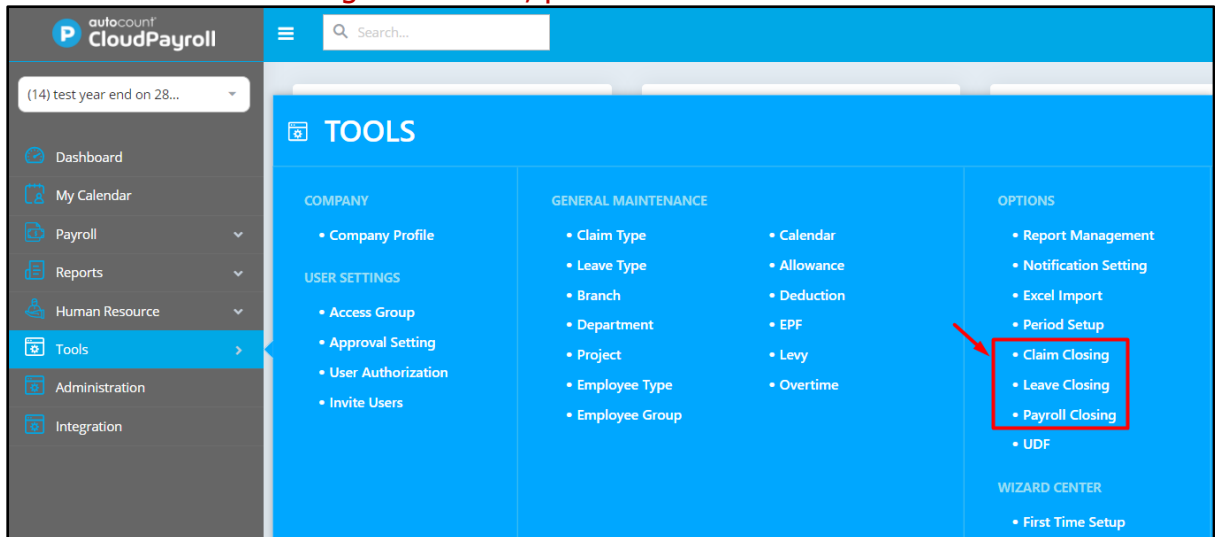 autocount
CloudPayroll
Search...
(14) test year end on 28...
Dashboard
My Calendar
Payroll
Reports
Human Resource
Tools
Administration
Integration
TOOLS
COMPANY
• Company Profile
USER SETTINGS
• Access Group
• Approval Setting
• User Authorization
• Invite Users
GENERAL MAINTENANCE
• Claim Type
• Leave Type
• Branch
• Department
• Project
• Employee Type
• Employee Group
• Calendar
• Allowance
• Deduction
• EPF
• Levy
• Overtime
OPTIONS
• Report Management
• Notification Setting
• Excel Import
• Period Setup
• Claim Closing
• Leave Closing
• Payroll Closing
• UDF
WIZARD CENTER
• First Time Setup